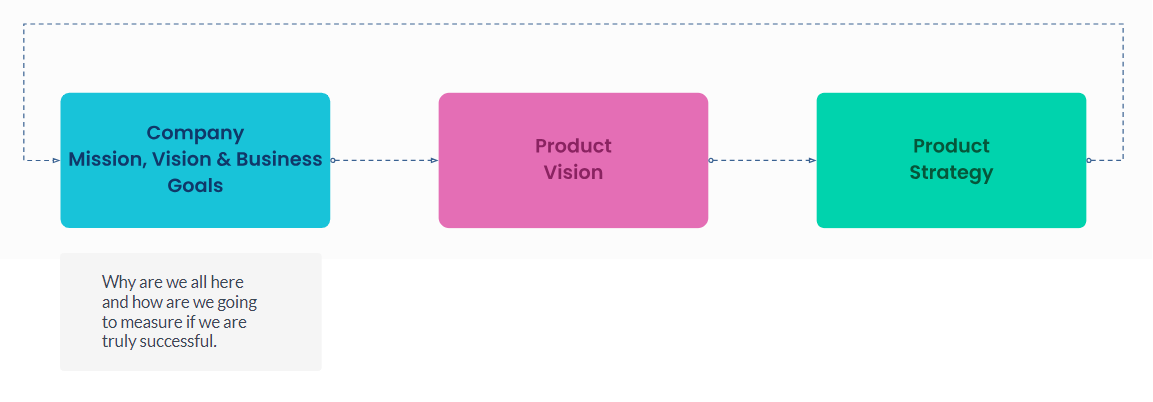 Company
Mission, Vision & Business
Goals
Product
Vision
Product
Strategy
Why are we all here
and how are we going
to measure if we are
truly successful.